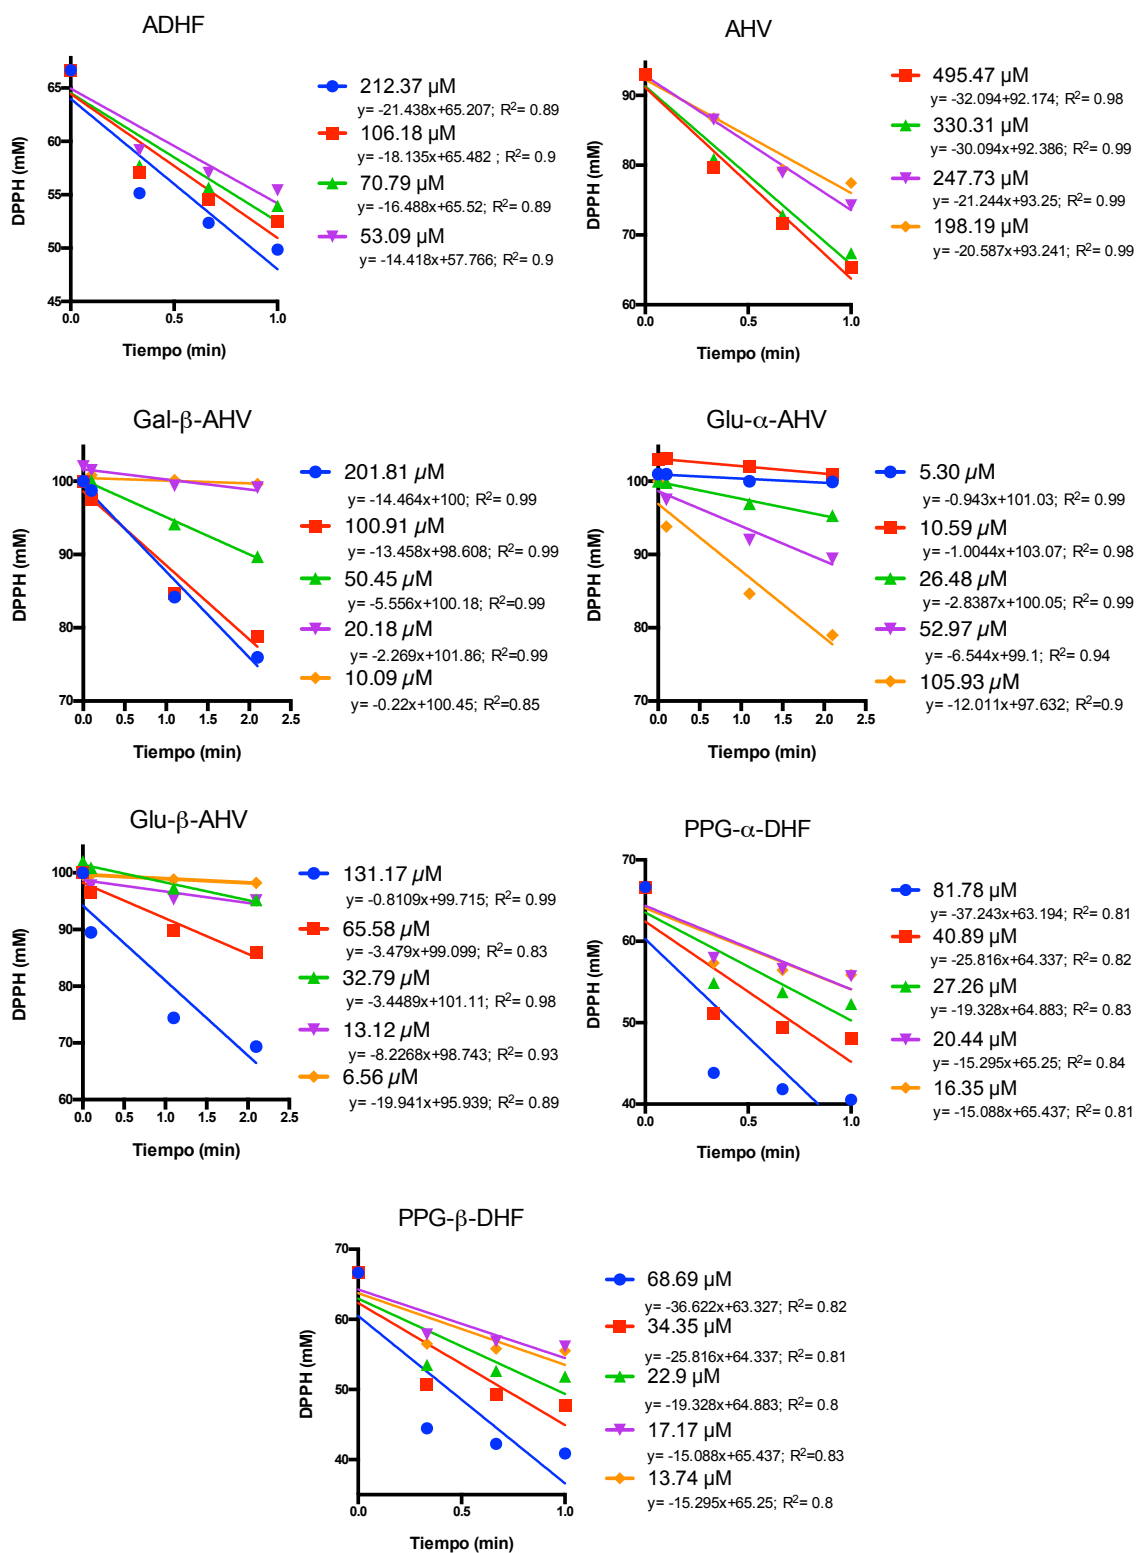 ADHF
DPPH (mM)
65
60
55
50
45
0.0 0.5 1.0
Tiempo (min)
212.37 µM
y= -21.438x+65.207; R²= 0.89
106.18 µM
y= -18.135x+65.482 ; R²= 0.9
70.79 µM
y= -16.488x+65.52; R²= 0.89
53.09 µM
y= -14.418x+57.766; R²= 0.9
AHV
DPPH (mM)
90
80
70
60
0.0 0.5 1.0
Tiempo (min)
495.47 µM
y= -32.094+92.174; R²= 0.98
330.31 µM
y= -30.094+92.386; R²= 0.99
247.73 µM
y= -21.244x+93.25; R²= 0.99
198.19 µM
y= -20.587x+93.241; R²= 0.99
Gal-β-AHV
DPPH (mM)
100
90
80
70
0.0 0.5 1.0 1.5 2.0 2.5
Tiempo (min)
201.81 µM
y= -14.464x+100; R²= 0.99
100.91 µM
y= -13.458x+98.608; R²= 0.99
50.45 µM
y= -5.556x+100.18; R²=0.99
20.18 µM
y= -2.269x+101.86; R²=0.99
10.09 µM
y= -0.22x+100.45; R²=0.85
Glu-α-AHV
DPPH (mM)
100
90
80
70
0.0 0.5 1.0 1.5 2.0 2.5
Tiempo (min)
5.30 µM
y= -0.943x+101.03; R²= 0.99
10.59 µM
y= -1.0044x+103.07; R²= 0.98
26.48 µM
y= -2.8387x+100.05; R²= 0.99
52.97 µM
y= -6.544x+99.1; R²= 0.94
105.93 µM
y= -12.011x+97.632; R²=0.9
Glu-β-AHV
DPPH (mM)
100
90
80
70
60
0.0 0.5 1.0 1.5 2.0 2.5
Tiempo (min)
131.17 µM
y= -0.8109x+99.715; R²= 0.99
65.58 µM
y= -3.479x+99.099; R²= 0.83
32.79 µM
y= -3.4489x+101.11; R²= 0.98
13.12 µM
y= -8.2268x+98.743; R²= 0.93
6.56 µM
y= -19.941x+95.939; R²= 0.89
PPG-α-DHF
DPPH (mM)
70
60
50
40
0.0 0.5 1.0
Tiempo (min)
81.78 µM
y= -37.243x+63.194; R²= 0.81
40.89 µM
y= -25.816x+64.337; R²= 0.82
27.26 µM
y= -19.328x+64.883; R²= 0.83
20.44 µM
y= -15.295x+65.25; R²= 0.84
16.35 µM
y= -15.088x+65.437; R²= 0.81
PPG-β-DHF
DPPH (mM)
70
60
50
40
0.0 0.5 1.0
Tiempo (min)
68.69 µM
y= -36.622x+63.327; R²= 0.82
34.35 µM
y= -25.816x+64.337; R²= 0.81
22.9 µM
y= -19.328x+64.883; R²= 0.8
17.17 µM
y= -15.088x+65.437; R²=0.83
13.74 µM
y= -15.295x+65.25; R²= 0.8